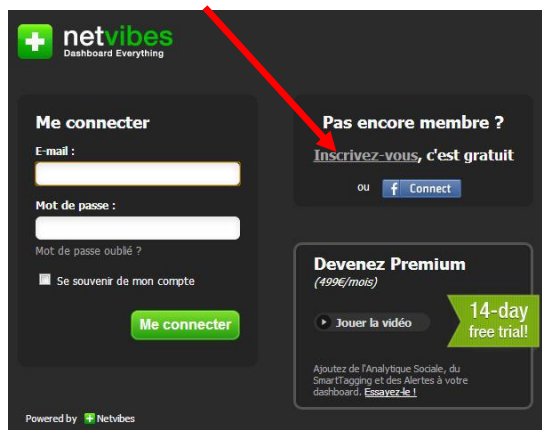 netvibes
Dashboard Everything
Me connecter
E-mail :
Mot de passe :
Mot de passe oublié ?
Se souvenir de mon compte
Me connecter
Pas encore membre ?
Inscrivez-vous, c'est gratuit
ou f Connect
Devenez Premium
(499€/mois)
Jouer la vidéo
14-day
free trial!
Ajoutez de l'Analytique Sociale, du
SmartTagging et des Alertes à votre
dashboard. Essayez-le !
Powered by Netvibes